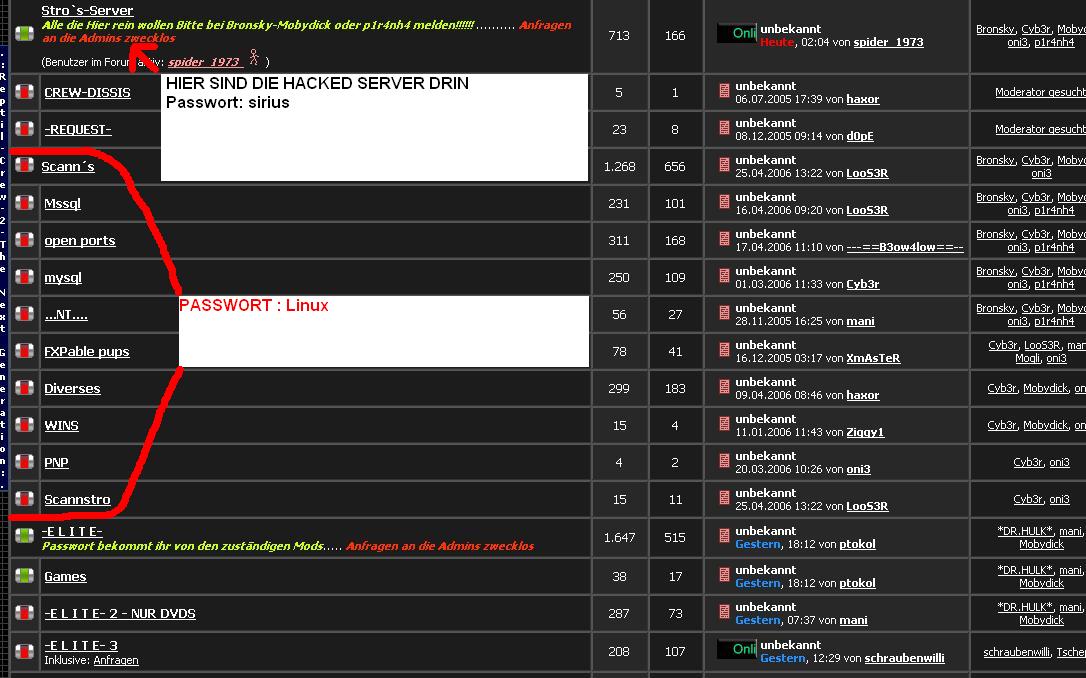 Stro`s-Server
Alle die Hier rein wollen Bitte bei Bronsky-Mobydick oder p1r4nh4 melden!!!!!! .......... Anfragen
an die Admins zwecklos
(Benutzer im Forum aktiv: spider_1973 )
713 166
Onli unbekannt
Heute, 02:04 von spider_1973
Bronsky, Cyb3r, Moby
oni3, p1r4nh4
HIER SIND DIE HACKED SERVER DRIN
Passwort: sirius
CREW-DISSIS 5 1 unbekannt
06.07.2005 17:39 von haxor
Moderator gesucht
-REQUEST- 23 8 unbekannt
08.12.2005 09:14 von d0pE
Moderator gesucht
Scann´s 1.268 656 unbekannt
25.04.2006 13:22 von LooS3R
Bronsky, Cyb3r, Moby
oni3
Mssql 231 101 unbekannt
16.04.2006 09:20 von LooS3R
Bronsky, Cyb3r, Moby
oni3, p1r4nh4
open ports 311 168 unbekannt
17.04.2006 11:10 von ---==B3ow4low==--
Bronsky, Cyb3r, Moby
oni3, p1r4nh4
mysql 250 109 unbekannt
01.03.2006 11:33 von Cyb3r
Bronsky, Cyb3r, Moby
oni3, p1r4nh4
PASSWORT : Linux
...NT.... 56 27 unbekannt
28.11.2005 16:25 von mani
Bronsky, Cyb3r, Moby
oni3, p1r4nh4
FXPable pups 78 41 unbekannt
16.12.2005 03:17 von XmAsTeR
Cyb3r, LooS3R, mar
Mogli, oni3
Diverses 299 183 unbekannt
09.04.2006 08:46 von haxor
Cyb3r, Mobydick, on
WINS 15 4 unbekannt
11.01.2006 11:43 von Ziggy1
Cyb3r, Mobydick, on
PNP 4 2 unbekannt
20.03.2006 10:26 von oni3
Cyb3r, oni3
Scannstro 15 11 unbekannt
25.04.2006 13:22 von LooS3R
Cyb3r, oni3
-E L I T E-
Passwort bekommt ihr von den zuständigen Mods..... Anfragen an die Admins zwecklos
1.647 515 unbekannt
Gestern, 18:12 von ptokol
*DR.HULK*, mani,
Mobydick
Games 38 17 unbekannt
Gestern, 18:12 von ptokol
*DR.HULK*, mani,
Mobydick
-E L I T E- 2 - NUR DVDS 287 73 unbekannt
Gestern, 07:37 von mani
*DR.HULK*, mani,
Mobydick
-E L I T E- 3
Inklusive: Anfragen
208 107 Onli unbekannt
Gestern, 12:29 von schraubenwilli
schraubenwilli, Tsche
.:Reptil-Crew-2-The Next Generation:.